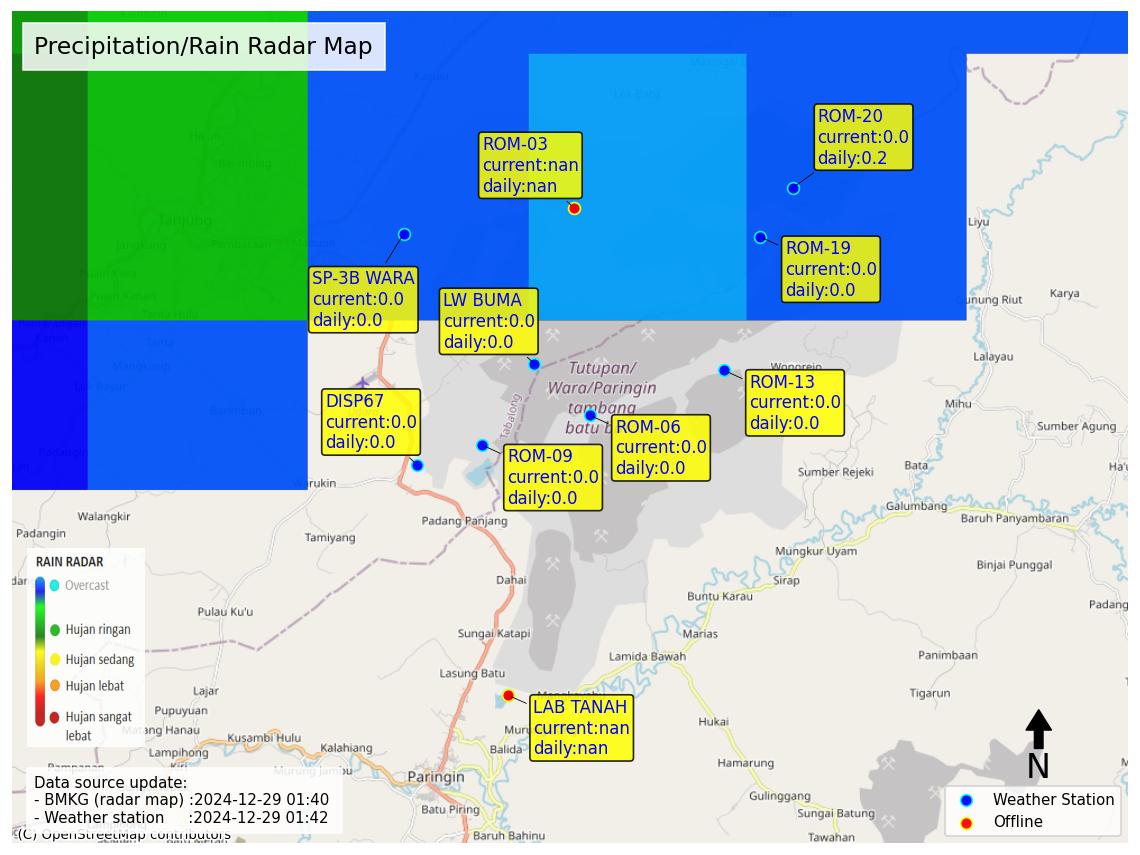 Precipitation/Rain Radar Map
Kanusi
Lok-Batu
ROM-20
current:0.0
daily:0.2
ROM-03
current:nan
daily:nan
Tanjung
Jangkung
Liyu
ROM-19
current:0.0
daily:0.0
SP-3B WARA
current:0.0
daily:0.0
LW BUMA
current:0.0
daily:0.0
Gunung Riut
Karya
Lalayau
Tutupan/
Wara/Paringin
tambang
batu b
Tabalong
Wonorejo
ROM-13
current:0.0
daily:0.0
DISP67
current:0.0
daily:0.0
Mihu
ROM-06
current:0.0
daily:0.0
Sumber Agung
ROM-09
current:0.0
daily:0.0
Sumber Rejeki
Bata
Warukin
Galumbang
Walangkir
Padang Panjang
Baruh Panyambaran
Padangin
Tamiyang
Mungkur Uyam
Binjai Punggal
RAIN RADAR
Overcast
Hujan ringan
Hujan sedang
Hujan lebat
Hujan sangat
lebat
Dahai
Sirap
Buntu Karau
Padang
Pulau Ku'u
Sungai Katapi
Marias
Lamida Bawah
Panimbaan
Lasung Batu
Lajar
Tigarun
Pupuyuan
LAB TANAH
current:nan
daily:nan
Matang Hanau
Kusambi Hulu
Hukai
Lampihong
Kalahiang
Balida
Hamarung
N
Murung Jambu
Paringin
Data source update:
- BMKG (radar map) :2024-12-29 01:40
- Weather station :2024-12-29 01:42
Gulinggang
Weather Station
Offline
Batu Piring
Sungai Batung
(C) OpenStreetMap contributors
Baruh Bahinu
Tawahan